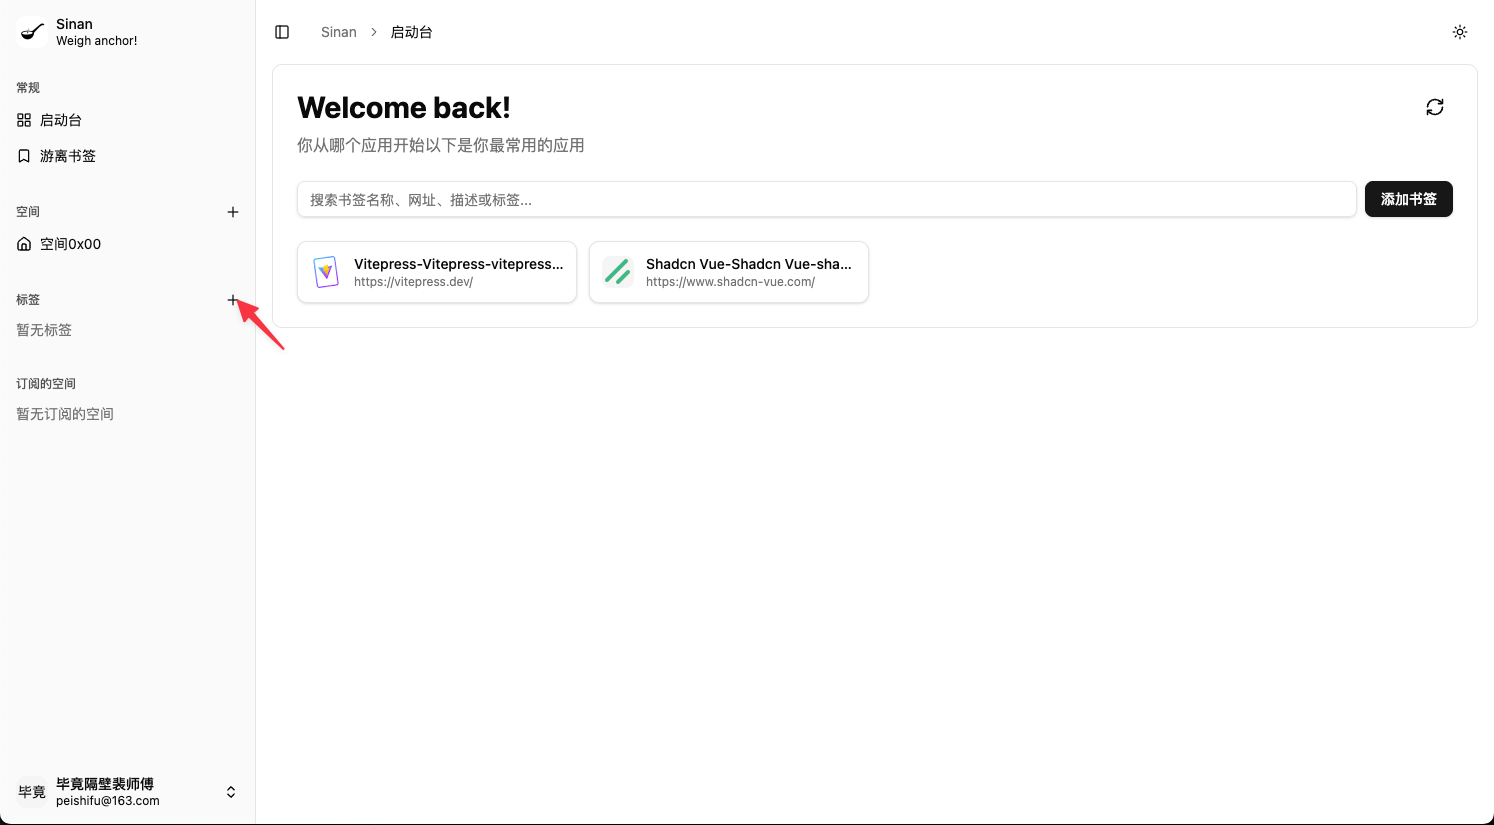 Sinan
Weigh anchor!
常规
启动台
游离书签
空间
空间0x00
标签
暂无标签
订阅的空间
暂无订阅的空间
毕竟
毕竟隔壁裴师傅
peishifu@163.com
Sinan
启动台
Welcome back!
你从哪个应用开始以下是你最常用的应用
搜索书签名称、网址、描述或标签...
添加书签
Vitepress-Vitepress-vitepress...
https://vitepress.dev/
Shadcn Vue-Shadcn Vue-sha...
https://www.shadcn-vue.com/